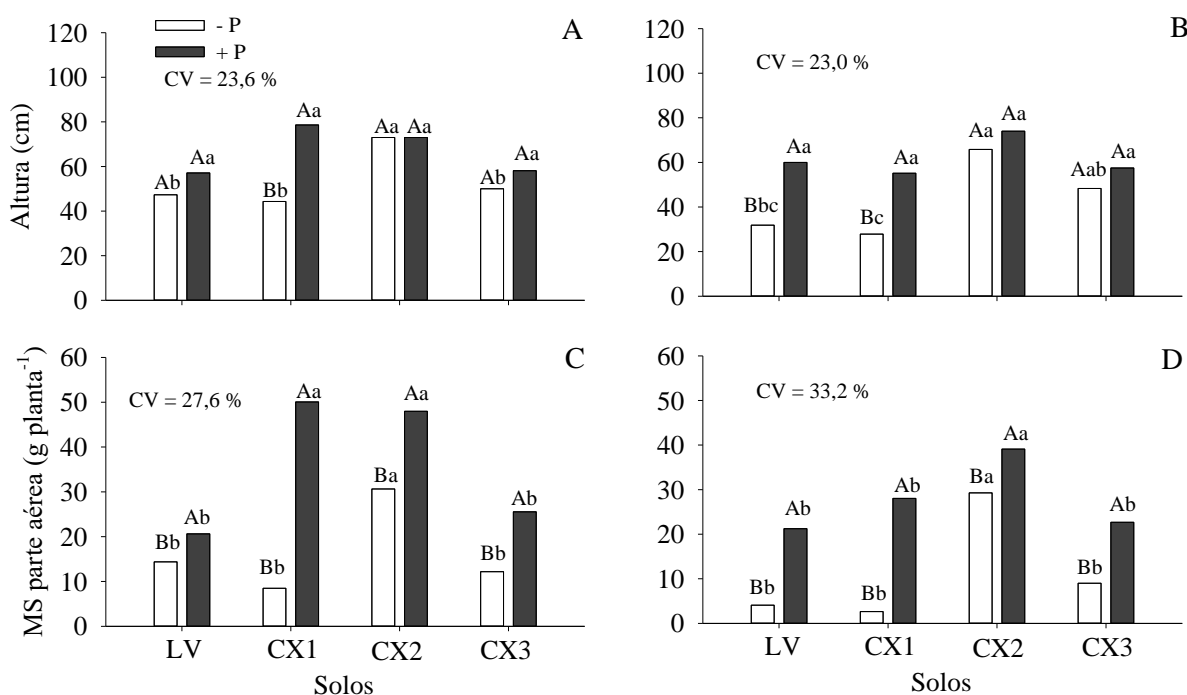 - P
+ P
A
CV = 23,6 %
Altura (cm)
120
100
80
60
40
20
0
Ab
Aa
Bb
Aa
Aa
Aa
Ab
Aa
B
CV = 23,0 %
120
100
80
60
40
20
0
Bbc
Aa
Bc
Aa
Aa
Aa
Aab
Aa
C
CV = 27,6 %
MS parte aérea (g planta⁻¹)
60
50
40
30
20
10
0
Bb
Ab
Bb
Aa
Ba
Aa
Bb
Ab
LV CX1 CX2 CX3
Solos
D
CV = 33,2 %
60
50
40
30
20
10
0
Bb
Ab
Bb
Ab
Ba
Aa
Bb
Ab
LV CX1 CX2 CX3
Solos